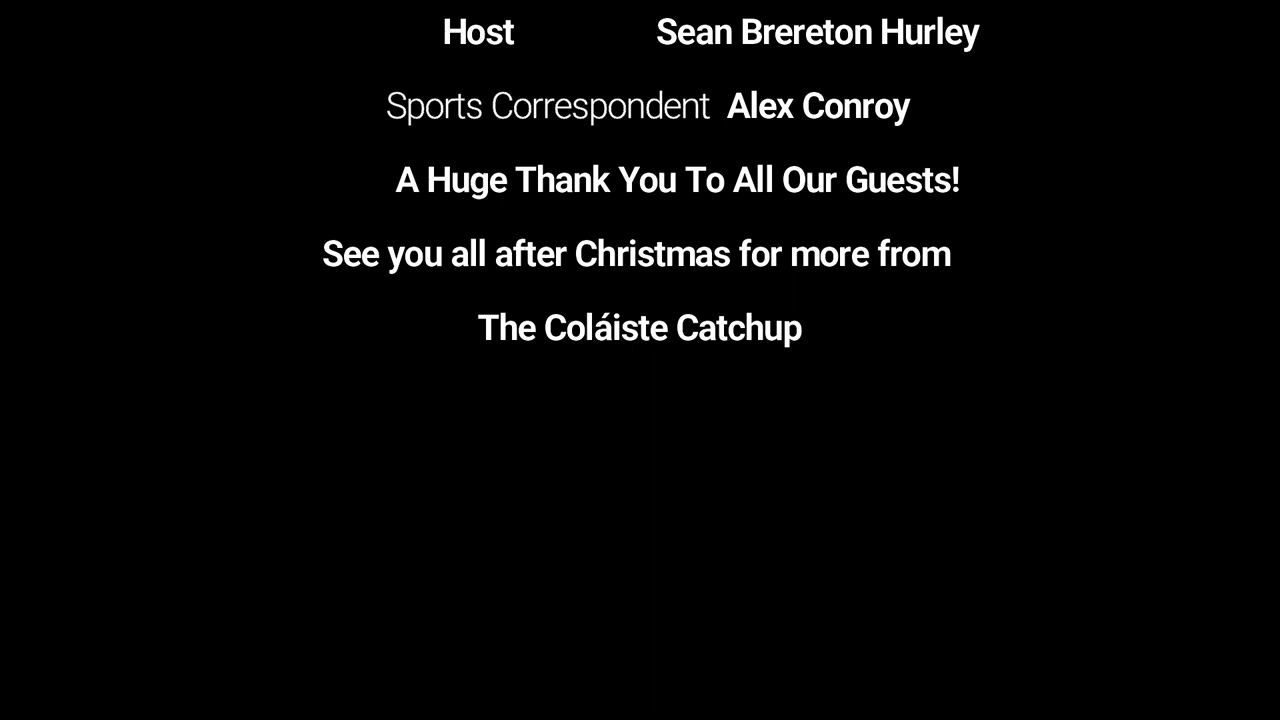 Host Sean Brereton Hurley
Sports Correspondent Alex Conroy
A Huge Thank You To All Our Guests!
See you all after Christmas for more from
The Coláiste Catchup